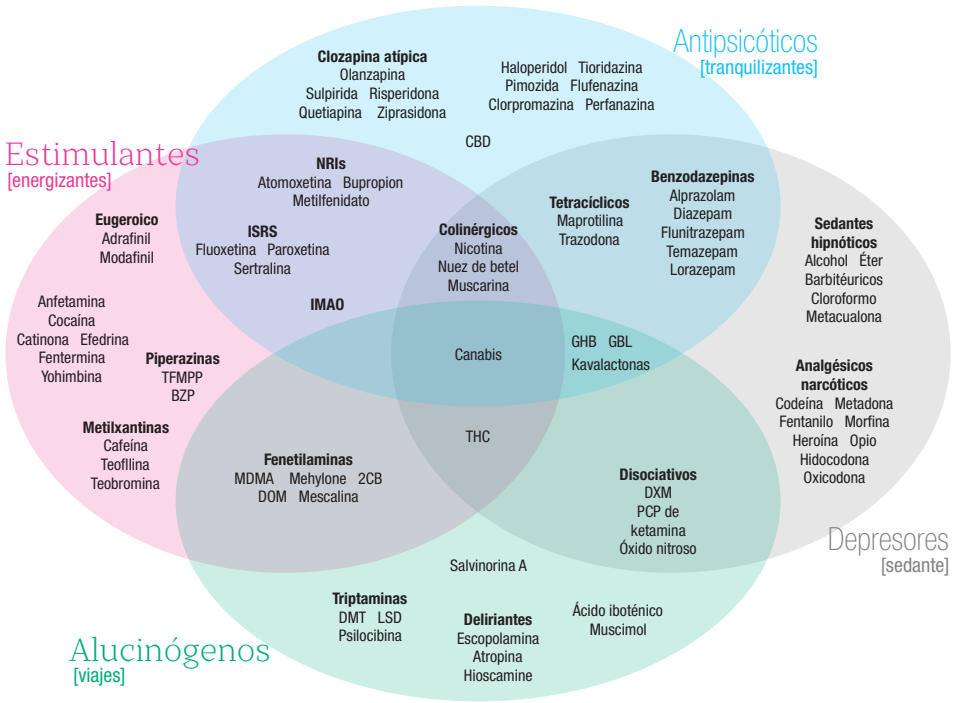 Antipsicóticos
[tranquilizantes]
Clozapina atípica
Olanzapina
Sulpirida Risperidona
Quetiapina Ziprasidona
Haloperidol Tioridazina
Pimozida Flufenazina
Clorpromazina Perfanazina
CBD
Estimulantes
[energizantes]
NRIs
Atomoxetina Bupropion
Metilfenidato
ISRS
Fluoxetina Paroxetina
Sertralina
IMAO
Colinérgicos
Nicotina
Nuez de betel
Muscarina
Tetracíclicos
Maprotilina
Trazodona
Benzodazepinas
Alprazolam
Diazepam
Flunitrazepam
Temazepam
Lorazepam
Eugeroico
Adrafinil
Modafinil
Anfetamina
Cocaína
Catinona Efedrina
Fentermina
Yohimbina
Piperazinas
TFMPP
BZP
Metilxantinas
Cafeína
Teofllina
Teobromina
Canabis
GHB GBL
Kavalactonas
Sedantes
hipnóticos
Alcohol Éter
Barbitéuricos
Cloroformo
Metacualona
Analgésicos
narcóticos
Codeína Metadona
Fentanilo Morfina
Heroína Opio
Hidocodona
Oxicodona
THC
Fenetilaminas
MDMA Mehylone 2CB
DOM Mescalina
Disociativos
DXM
PCP de
ketamina
Óxido nitroso
Depresores
[sedante]
Salvinorina A
Triptaminas
DMT LSD
Psilocibina
Deliriantes
Escopolamina
Atropina
Hioscamine
Ácido iboténico
Muscimol
Alucinógenos
[viajes]